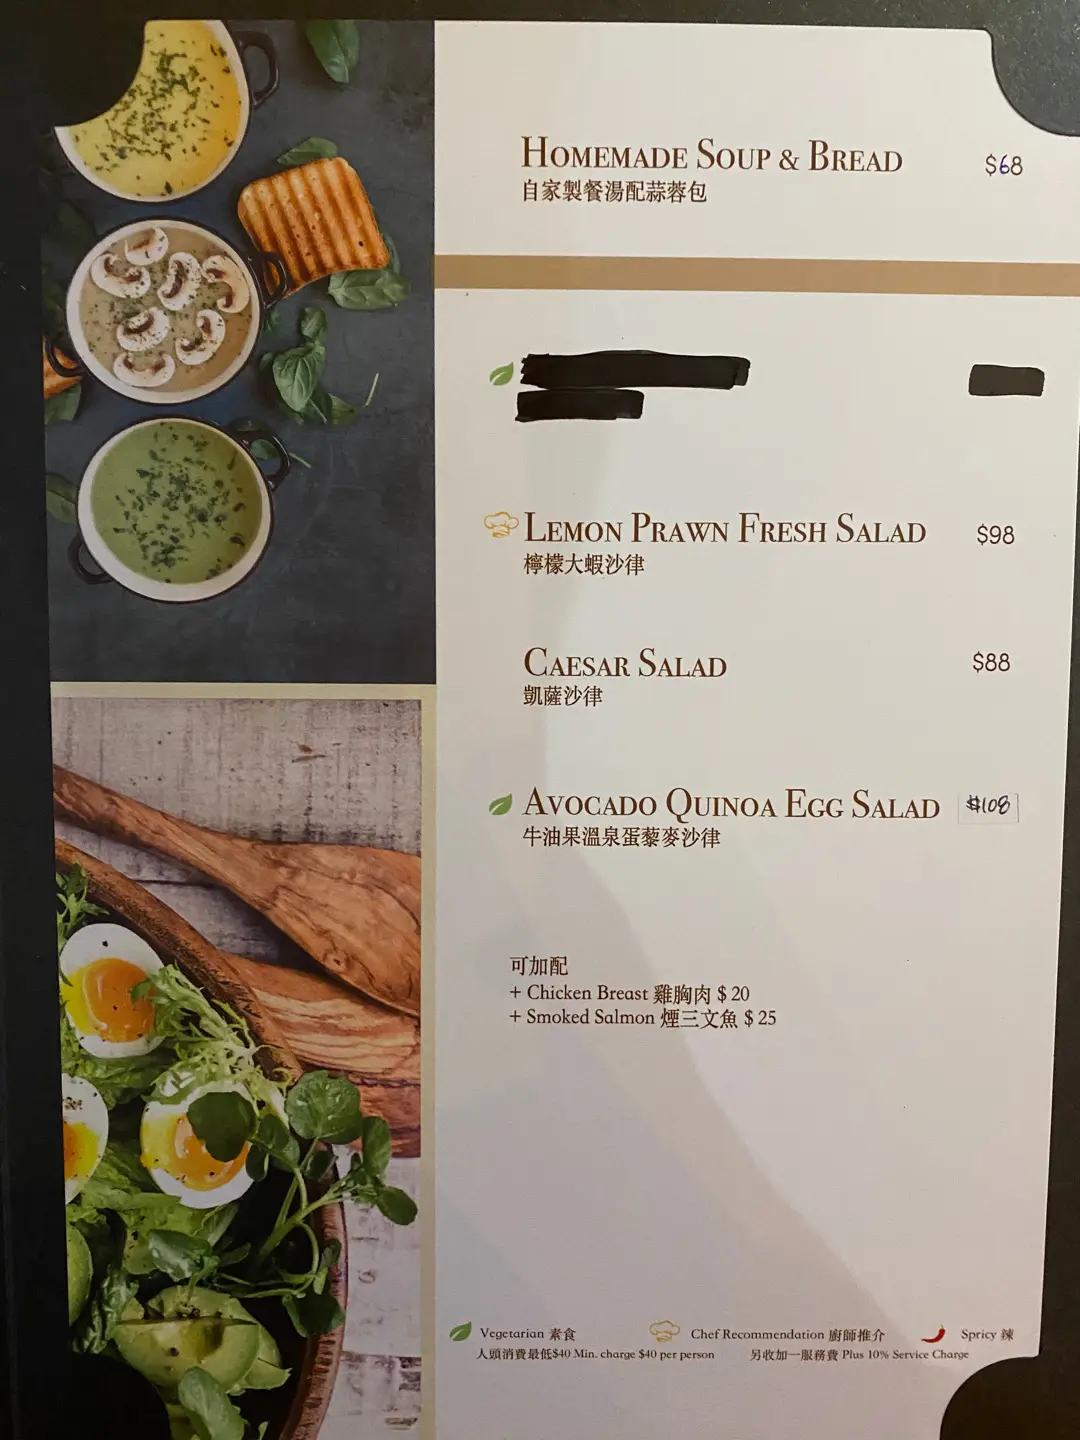 HOMEMADE SOUP & BREAD $68
自家製餐湯配蒜蓉包
LEMON PRAWN FRESH SALAD $98
檸檬大蝦沙律
CAESAR SALAD $88
凱薩沙律
AVOCADO QUINOA EGG SALAD $108
牛油果溫泉蛋藜麥沙律
可加配
+ Chicken Breast 雞胸肉 $ 20
+ Smoked Salmon 煙三文魚 $ 25
Vegetarian 素食 Chef Recommendation 廚師推介 Spricy 辣
人頭消費最低$40 Min. charge $40 per person 另收加一服務費 Plus 10% Service Charge